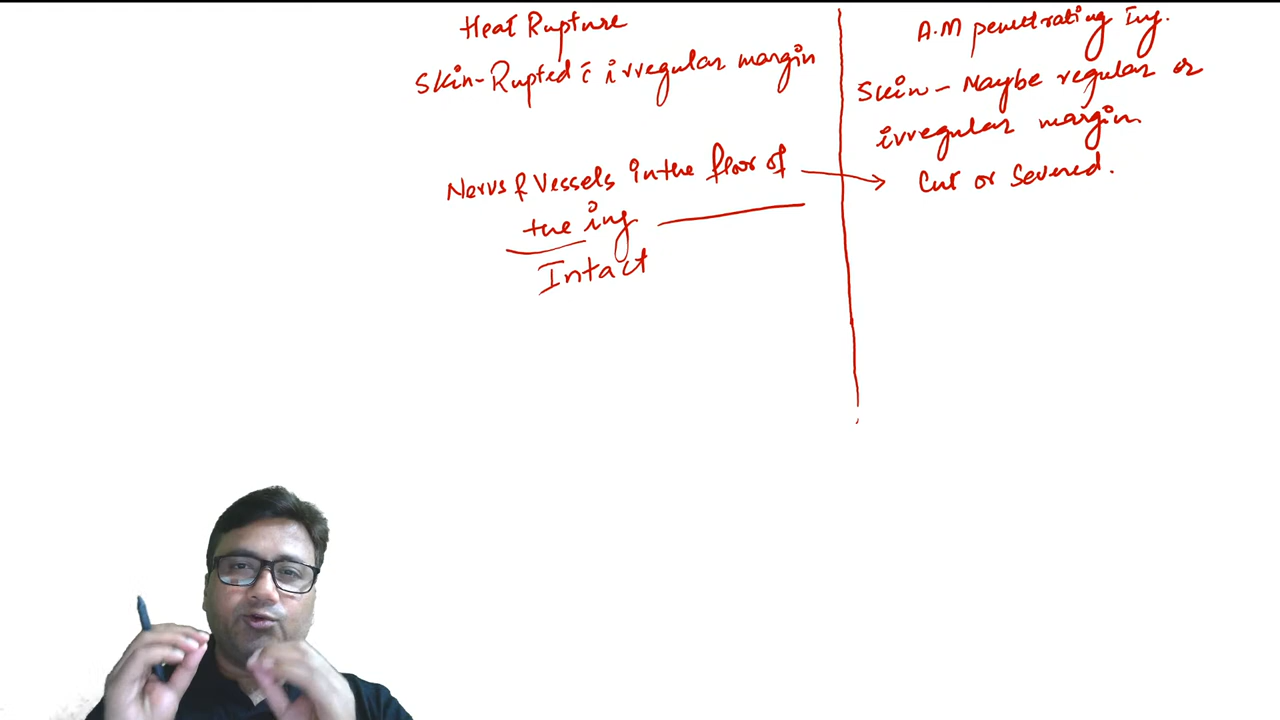 Heat Rupture
Skin-Rupted c̄ irregular margin
Nervs & Vessels in the floor of
the inj
Intact
A.M penettrating Inj.
Skin - Maybe regular or
irregular margin.
Cut or Severed.